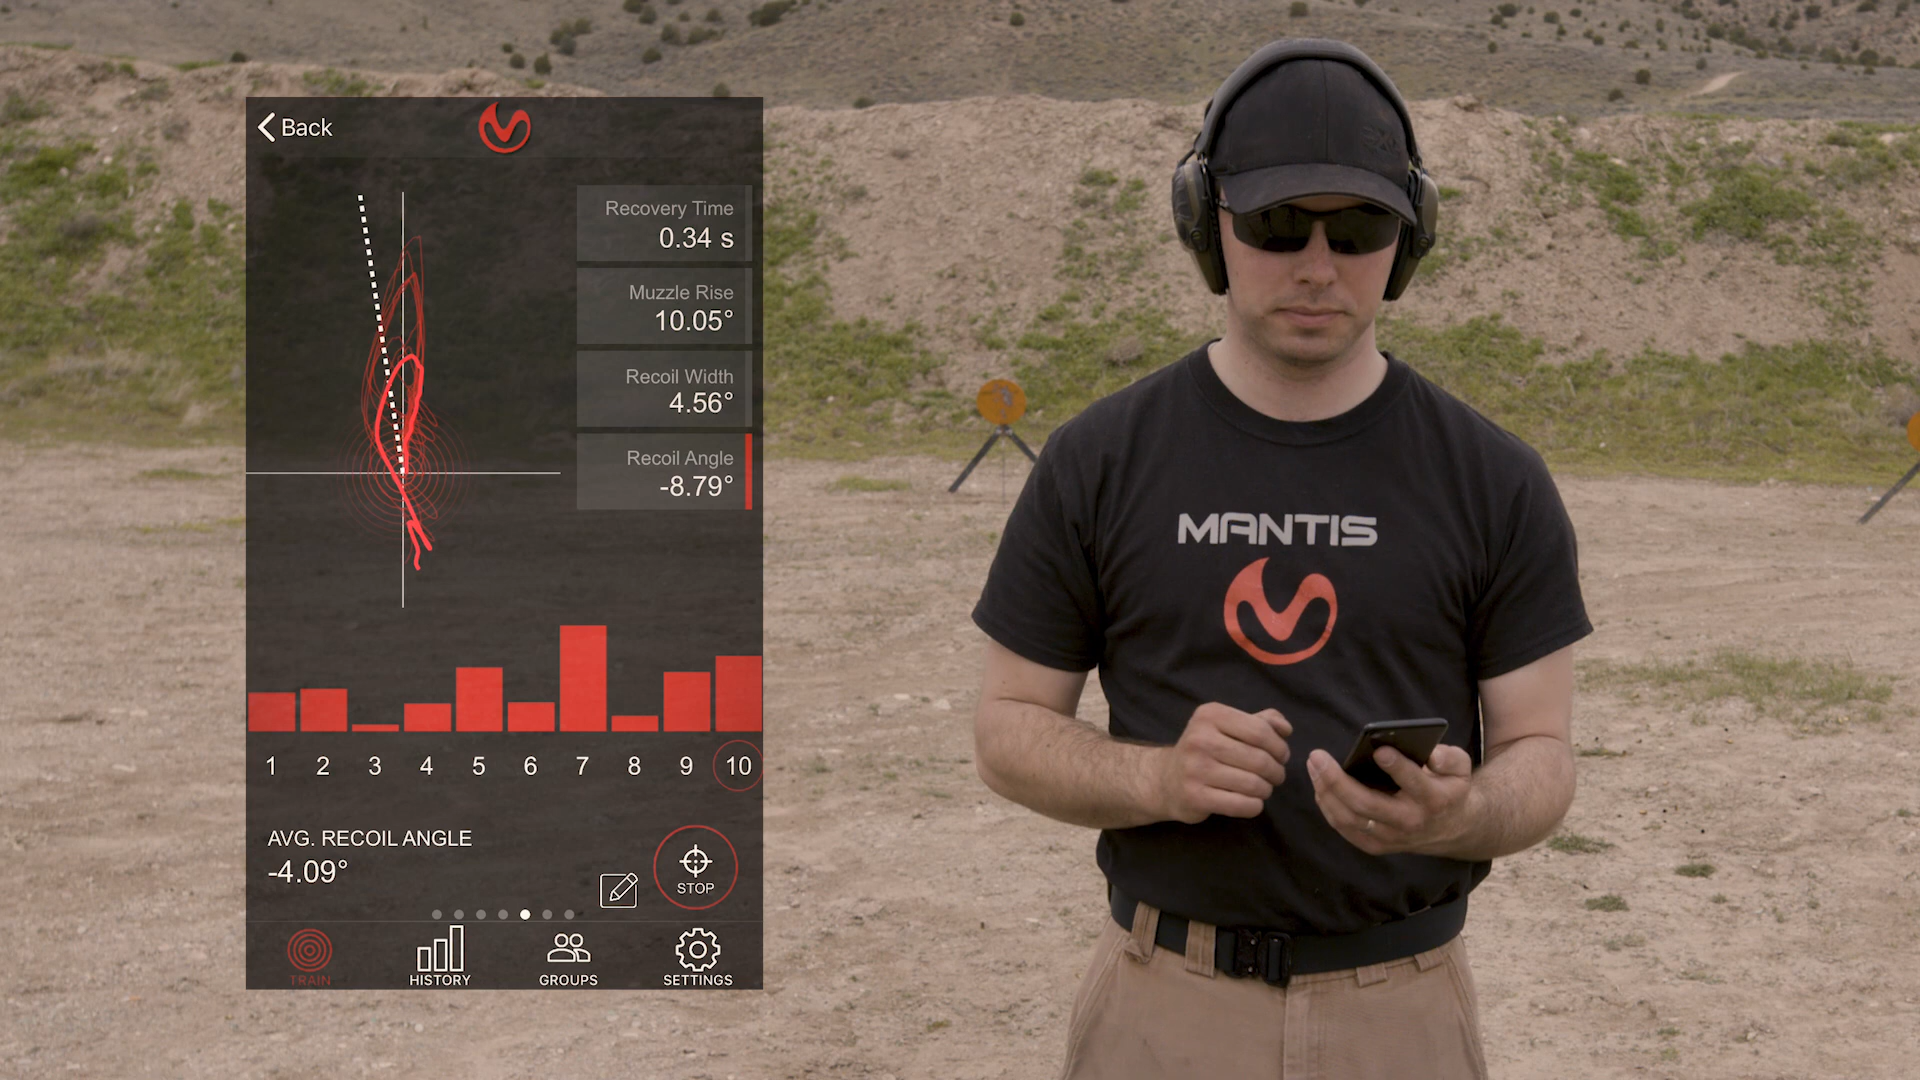 Back
Recovery Time
0.34 s
Muzzle Rise
10.05°
Recoil Width
4.56°
Recoil Angle
-8.79°
1 2 3 4 5 6 7 8 9 10
AVG. RECOIL ANGLE
-4.09°
STOP
TRAIN HISTORY GROUPS SETTINGS
MANTIS